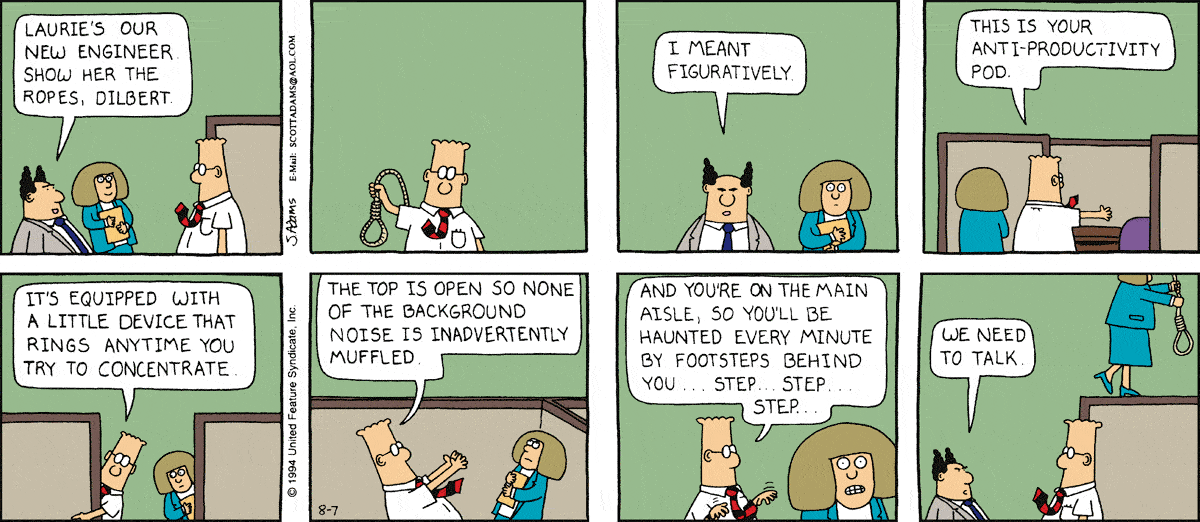 LAURIE'S OUR
NEW ENGINEER.
SHOW HER THE
ROPES, DILBERT.
S.ADAMS
E-Mail: SCOTTADAMS@AOL.COM
I MEANT
FIGURATIVELY.
THIS IS YOUR
ANTI-PRODUCTIVITY
POD.
IT'S EQUIPPED WITH
A LITTLE DEVICE THAT
RINGS ANYTIME YOU
TRY TO CONCENTRATE.
© 1994 United Feature Syndicate, Inc.
THE TOP IS OPEN SO NONE
OF THE BACKGROUND
NOISE IS INADVERTENTLY
MUFFLED.
8-7
AND YOU'RE ON THE MAIN
AISLE, SO YOU'LL BE
HAUNTED EVERY MINUTE
BY FOOTSTEPS BEHIND
YOU... STEP... STEP...
STEP...
WE NEED
TO TALK.